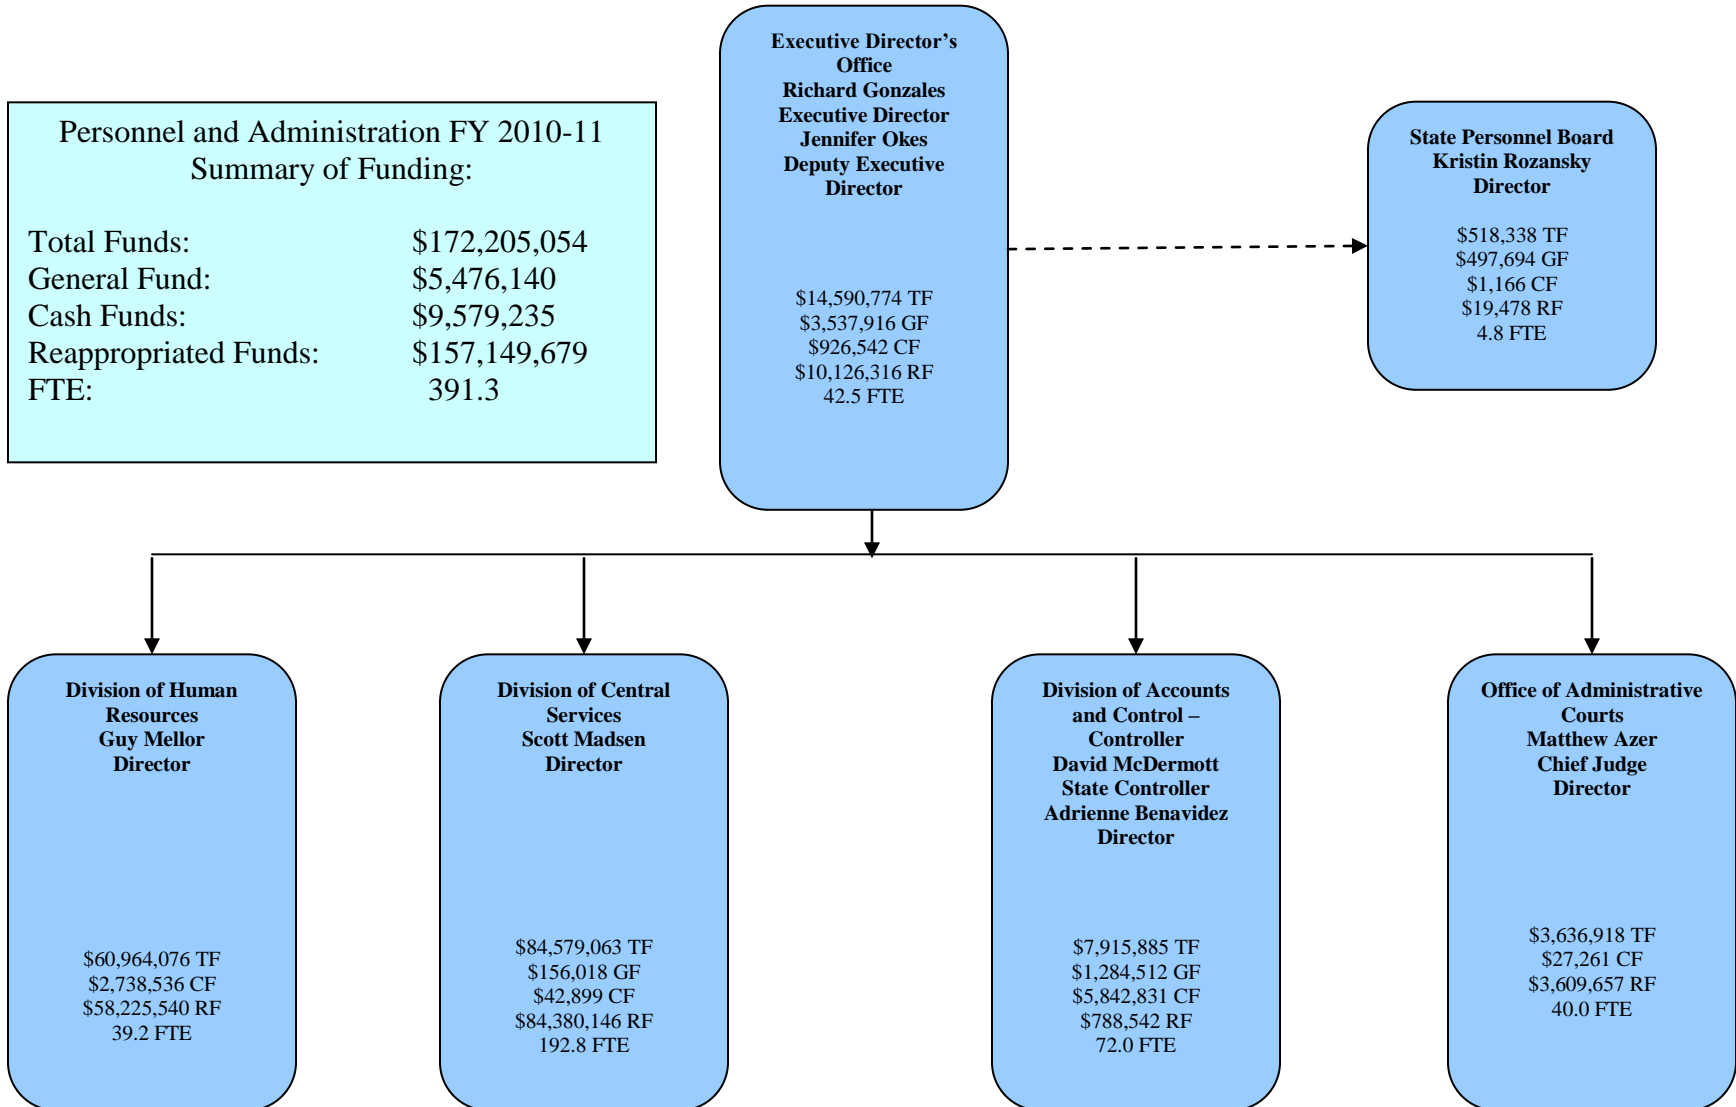 Executive Director’s
Office
Richard Gonzales
Executive Director
Jennifer Okes
Deputy Executive
Director
$14,590,774 TF
$3,537,916 GF
$926,542 CF
$10,126,316 RF
42.5 FTE
Personnel and Administration FY 2010-11
Summary of Funding:
Total Funds: $172,205,054
General Fund: $5,476,140
Cash Funds: $9,579,235
Reappropriated Funds: $157,149,679
FTE: 391.3
State Personnel Board
Kristin Rozansky
Director
$518,338 TF
$497,694 GF
$1,166 CF
$19,478 RF
4.8 FTE
Division of Human
Resources
Guy Mellor
Director
$60,964,076 TF
$2,738,536 CF
$58,225,540 RF
39.2 FTE
Division of Central
Services
Scott Madsen
Director
$84,579,063 TF
$156,018 GF
$42,899 CF
$84,380,146 RF
192.8 FTE
Division of Accounts
and Control –
Controller
David McDermott
State Controller
Adrienne Benavidez
Director
$7,915,885 TF
$1,284,512 GF
$5,842,831 CF
$788,542 RF
72.0 FTE
Office of Administrative
Courts
Matthew Azer
Chief Judge
Director
$3,636,918 TF
$27,261 CF
$3,609,657 RF
40.0 FTE